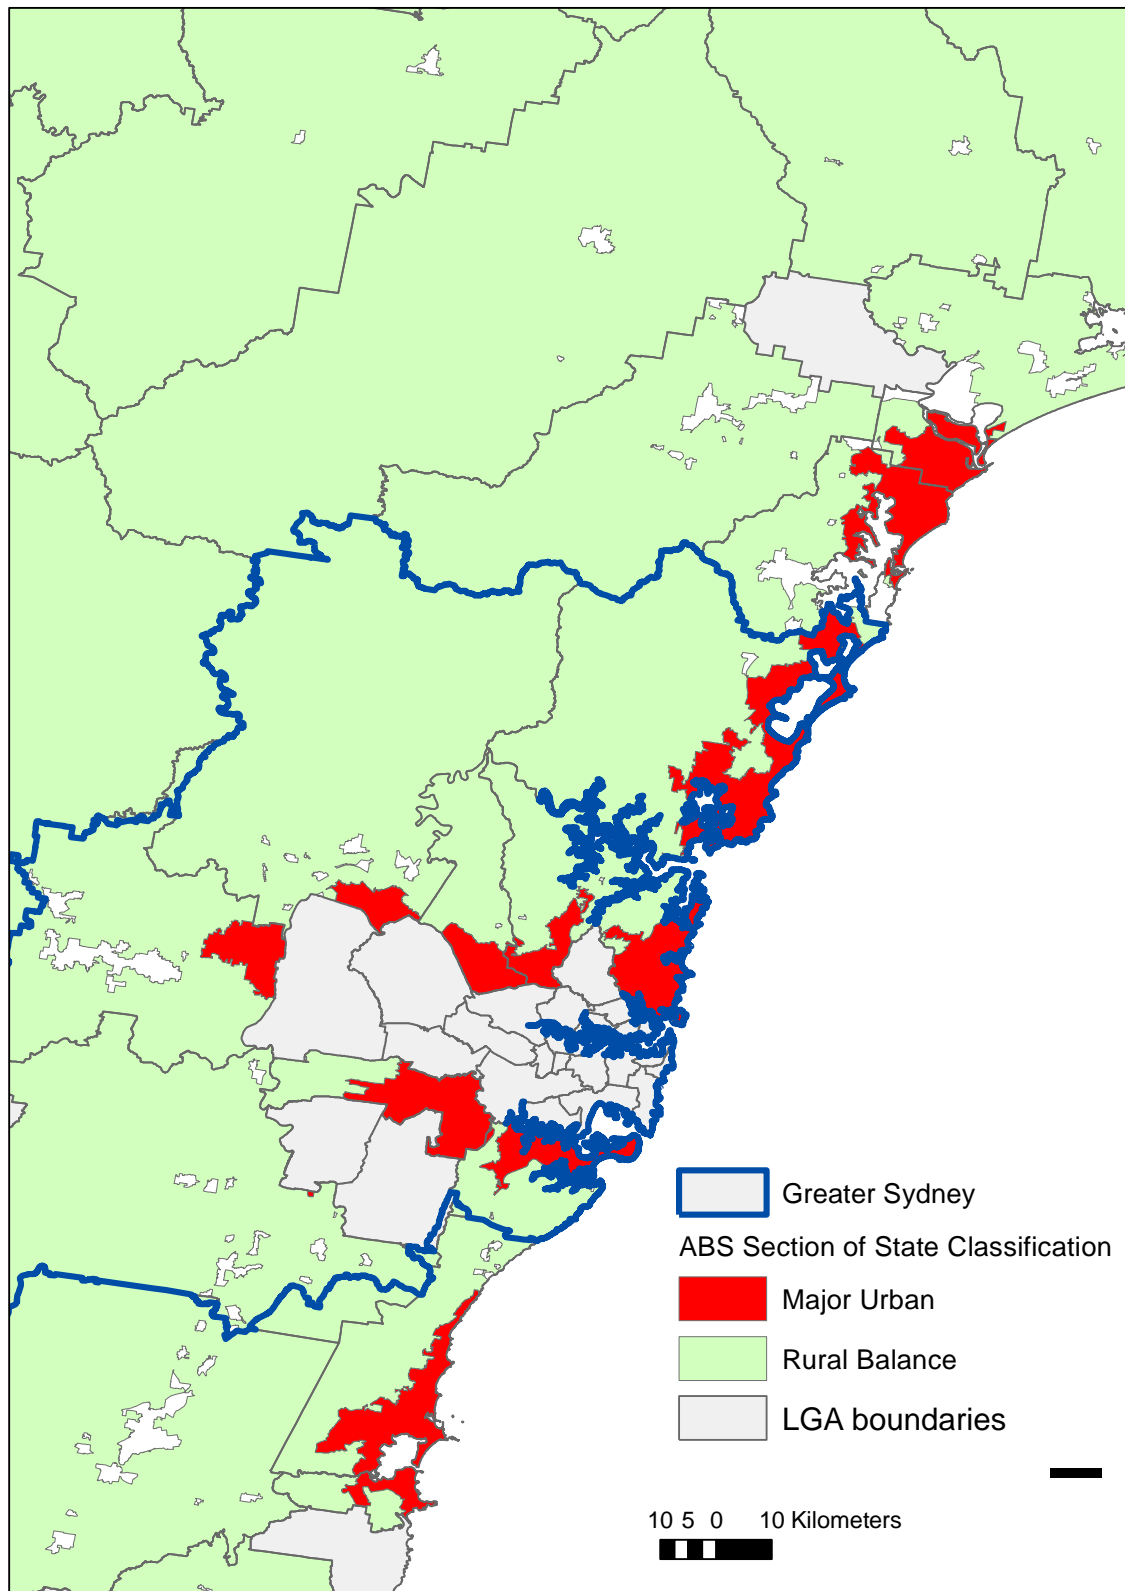 Greater Sydney
ABS Section of State Classification
Major Urban
Rural Balance
LGA boundaries
10 5 0 10 Kilometers